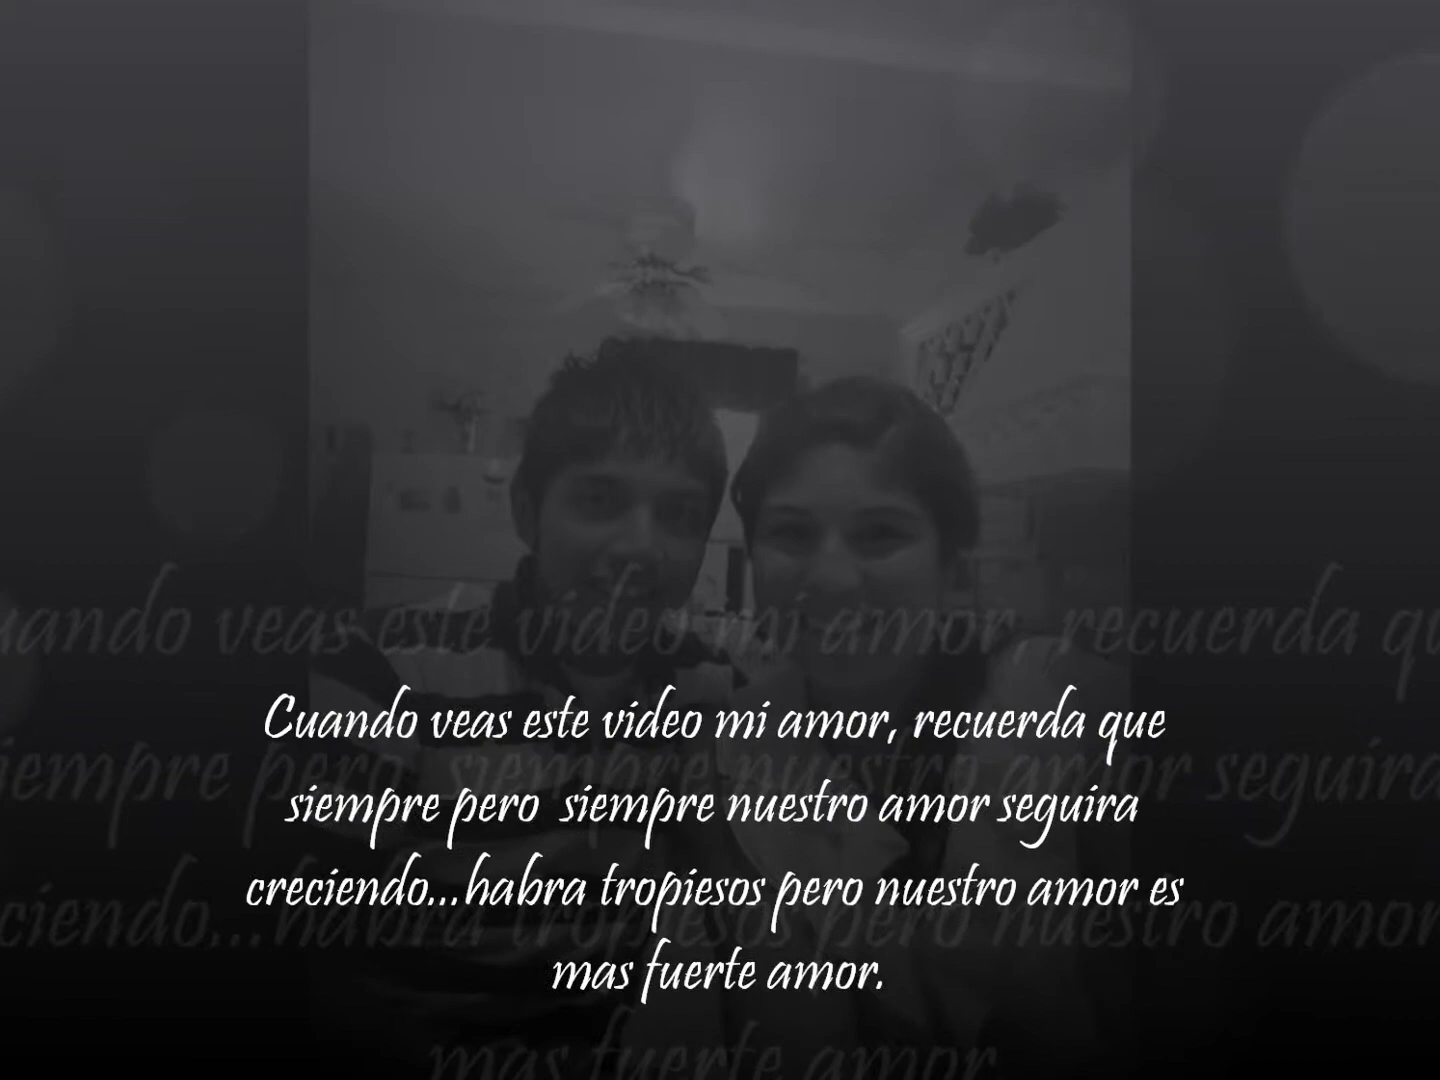 Cuando veas este video mi amor, recuerda que
siempre pero siempre nuestro amor seguira
creciendo...habra tropiesos pero nuestro amor es
mas fuerte amor.